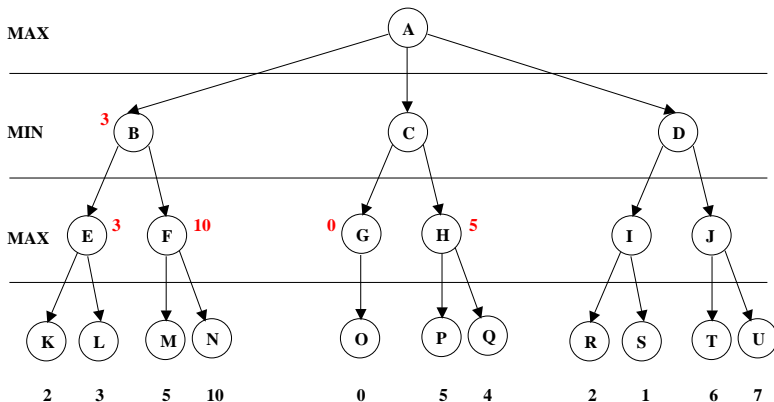 MAX A
MIN 3 B C D
MAX E 3 F 10 0 G H 5 I J
K L M N O P Q R S T U
2 3 5 10 0 5 4 2 1 6 7